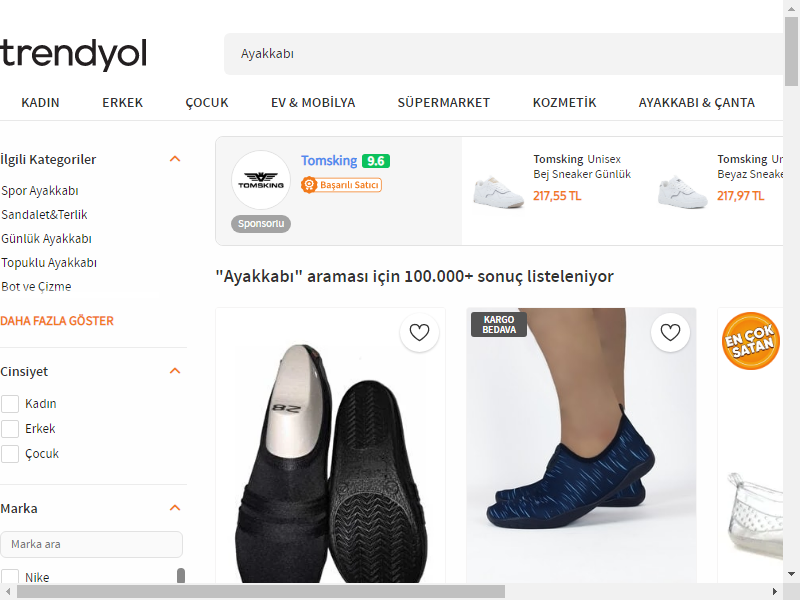 trendyol
Ayakkabı
KADIN
ERKEK
ÇOCUK
EV & MOBİLYA
SÜPERMARKET
KOZMETİK
AYAKKABI & ÇANTA
İlgili Kategoriler
Spor Ayakkabı
Sandalet&Terlik
Günlük Ayakkabı
Topuklu Ayakkabı
Bot ve Çizme
DAHA FAZLA GÖSTER
Cinsiyet
Kadın
Erkek
Çocuk
Marka
Marka ara
Nike
TOMSKING
Tomsking 9.6
Başarılı Satıcı
Sponsorlu
Tomsking Unisex
Bej Sneaker Günlük
217,55 TL
Tomsking Un
Beyaz Sneake
217,97 TL
"Ayakkabı" araması için 100.000+ sonuç listeleniyor
KARGO
BEDAVA
EN ÇOK
SATAN